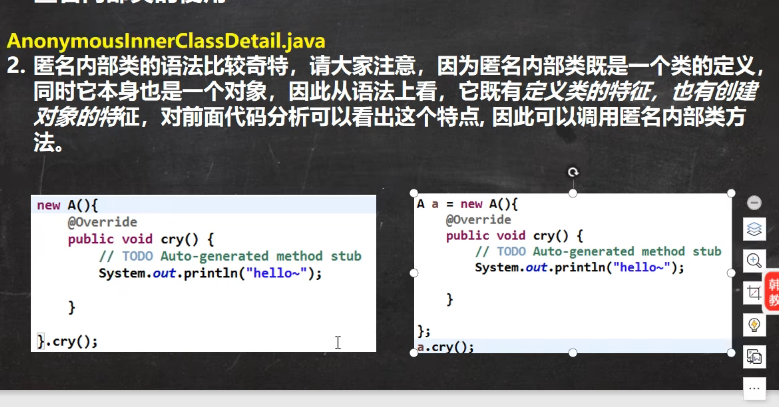 AnonymousInnerClassDetail.java
2. 匿名内部类的语法比较奇特，请大家注意，因为匿名内部类既是一个类的定义，
同时它本身也是一个对象，因此从语法上看，它既有定义类的特征，也有创建
对象的特征，对前面代码分析可以看出这个特点, 因此可以调用匿名内部类方
法。
new A(){
@Override
public void cry() {
// TODO Auto-generated method stub
System.out.println("hello~");
}
}.cry();
A a = new A(){
@Override
public void cry() {
// TODO Auto-generated method stub
System.out.println("hello~");
}
};
a.cry();
韩
教